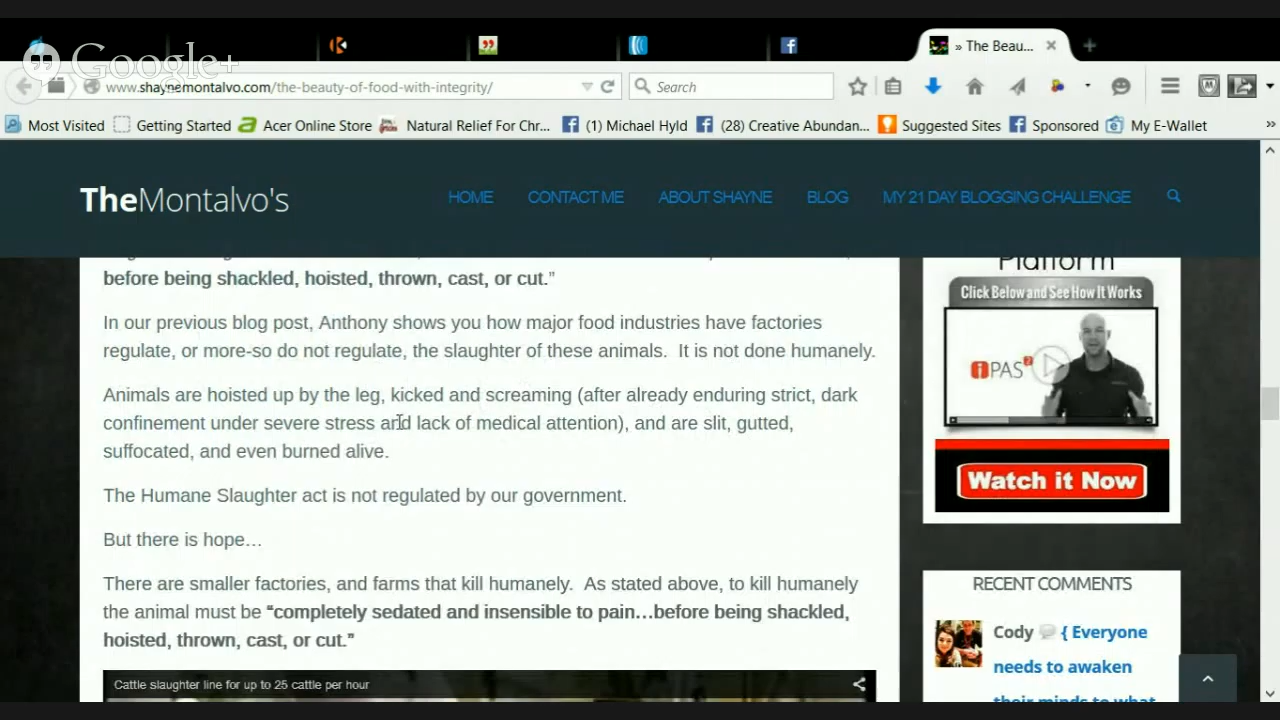 Google+
» The Beau...
www.shaynemontalvo.com/the-beauty-of-food-with-integrity/
Search
Most Visited
Getting Started
Acer Online Store
Natural Relief For Chr...
(1) Michael Hyld
(28) Creative Abundan...
Suggested Sites
Sponsored
My E-Wallet
TheMontalvo's
HOME
CONTACT ME
ABOUT SHAYNE
BLOG
MY 21 DAY BLOGGING CHALLENGE
before being shackled, hoisted, thrown, cast, or cut.”
In our previous blog post, Anthony shows you how major food industries have factories
regulate, or more-so do not regulate, the slaughter of these animals.  It is not done humanely.
Animals are hoisted up by the leg, kicked and screaming (after already enduring strict, dark
confinement under severe stress and lack of medical attention), and are slit, gutted,
suffocated, and even burned alive.
The Humane Slaughter act is not regulated by our government.
But there is hope…
There are smaller factories, and farms that kill humanely.  As stated above, to kill humanely
the animal must be “completely sedated and insensible to pain…before being shackled,
hoisted, thrown, cast, or cut.”
Cattle slaughter line for up to 25 cattle per hour
Platform
Click Below and See How It Works
iPAS2
Watch it Now
RECENT COMMENTS
Cody { Everyone
needs to awaken
their minds to what